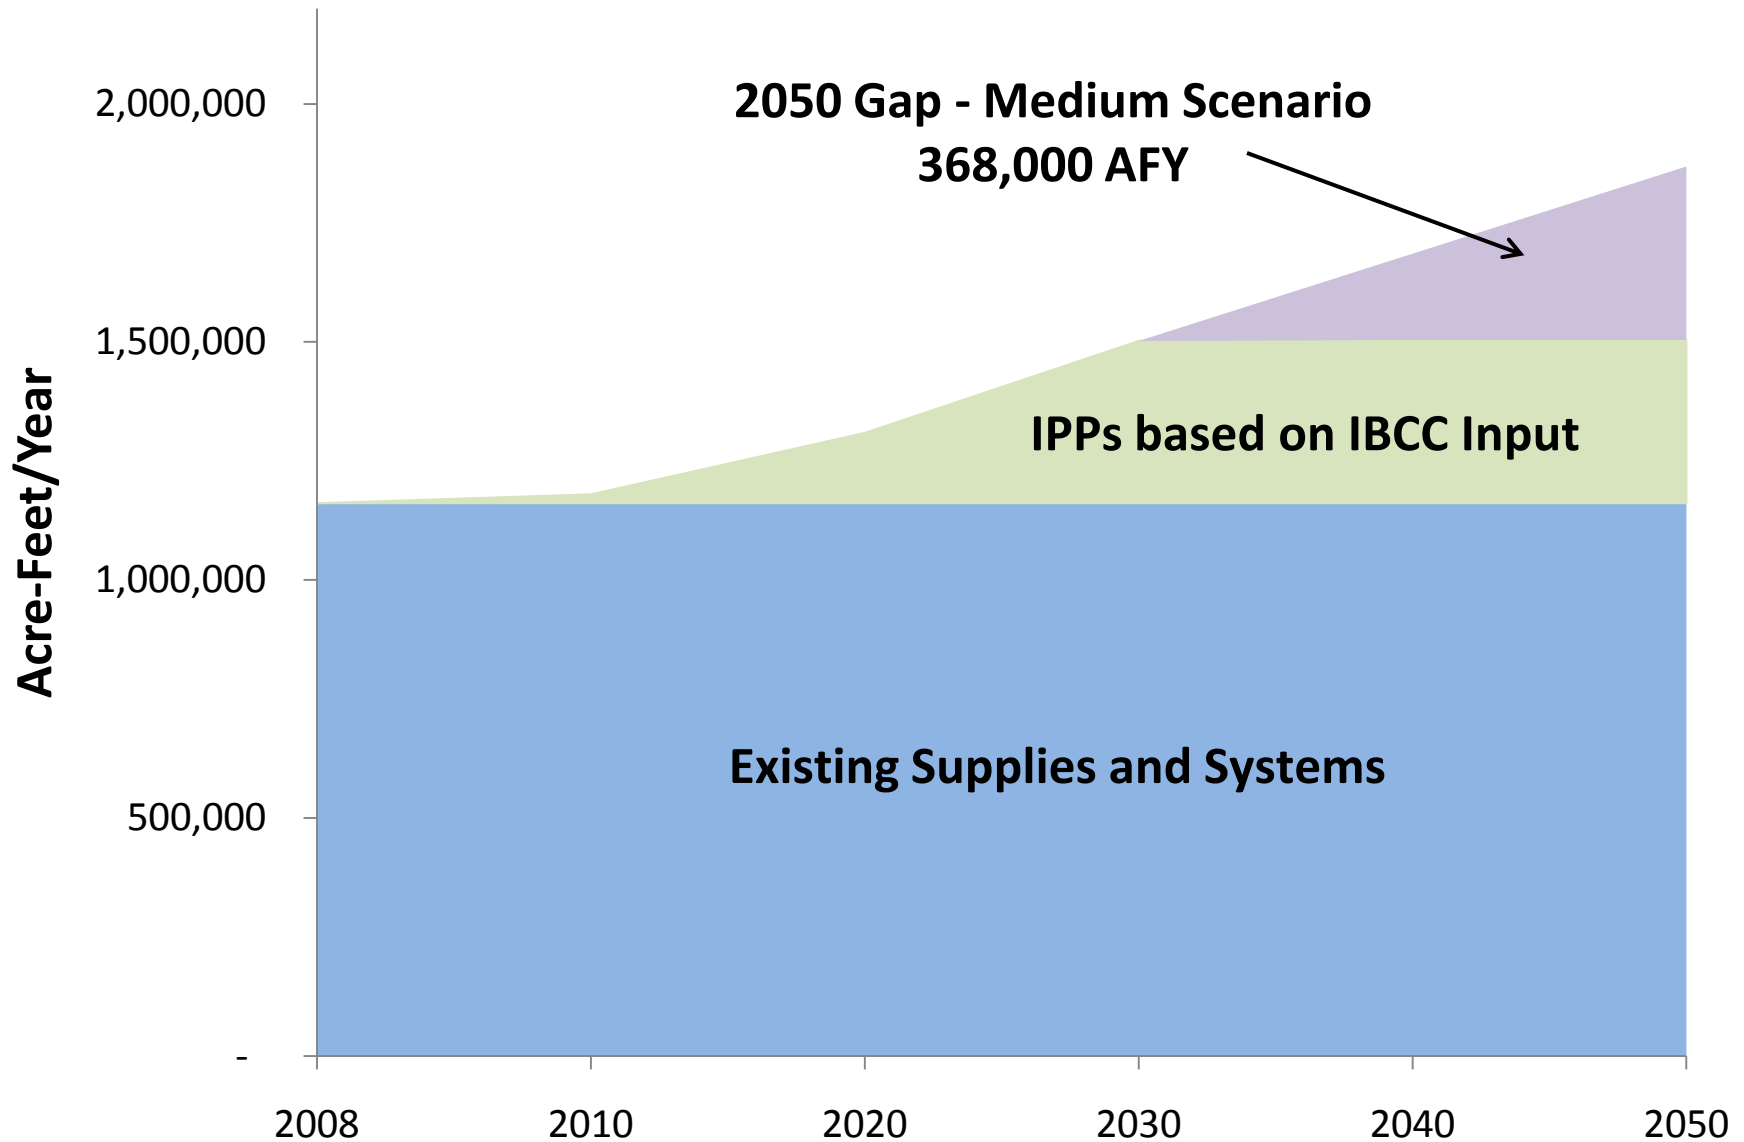 2050 Gap - Medium Scenario
368,000 AFY
IPPs based on IBCC Input
Existing Supplies and Systems
Acre-Feet/Year
2,000,000
1,500,000
1,000,000
500,000
-
2008 2010 2020 2030 2040 2050